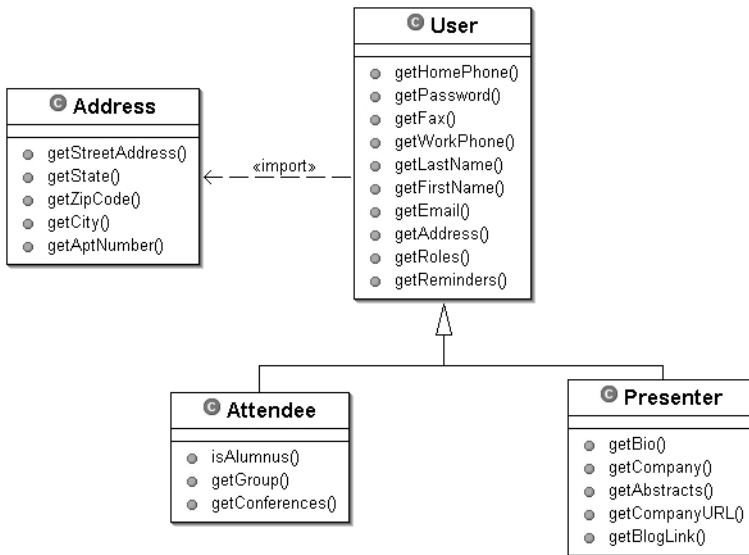 C User
getHomePhone()
getPassword()
getFax()
getWorkPhone()
getLastName()
getFirstName()
getEmail()
getAddress()
getRoles()
getReminders()
C Address
getStreetAddress()
getState()
getZipCode()
getCity()
getAptNumber()
«import»
C Attendee
isAlumnus()
getGroup()
getConferences()
C Presenter
getBio()
getCompany()
getAbstracts()
getCompanyURL()
getBlogLink()